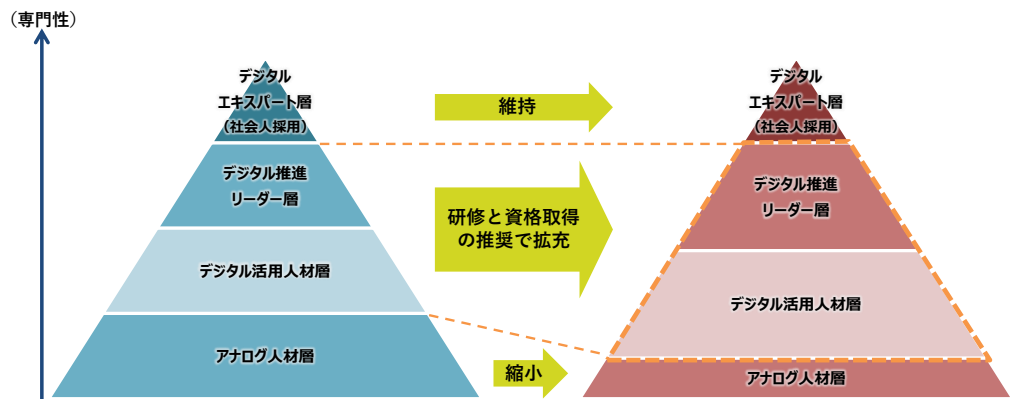 （専門性）
デジタル
エキスパート層
（社会人採用）
デジタル推進
リーダー層
デジタル活用人材層
アナログ人材層
維持
研修と資格取得
の推奨で拡充
縮小
デジタル
エキスパート層
（社会人採用）
デジタル推進
リーダー層
デジタル活用人材層
アナログ人材層